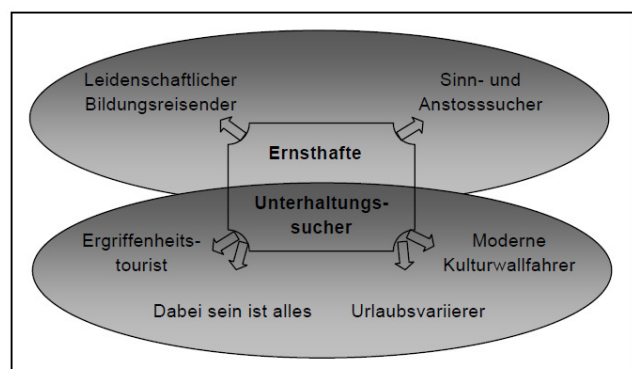 Leidenschaftlicher
Bildungsreisender
Sinn- und
Anstosssucher
Ernsthafte
Unterhaltungs-
sucher
Ergriffenheits-
tourist
Moderne
Kulturwallfahrer
Dabei sein ist alles
Urlaubsvariierer